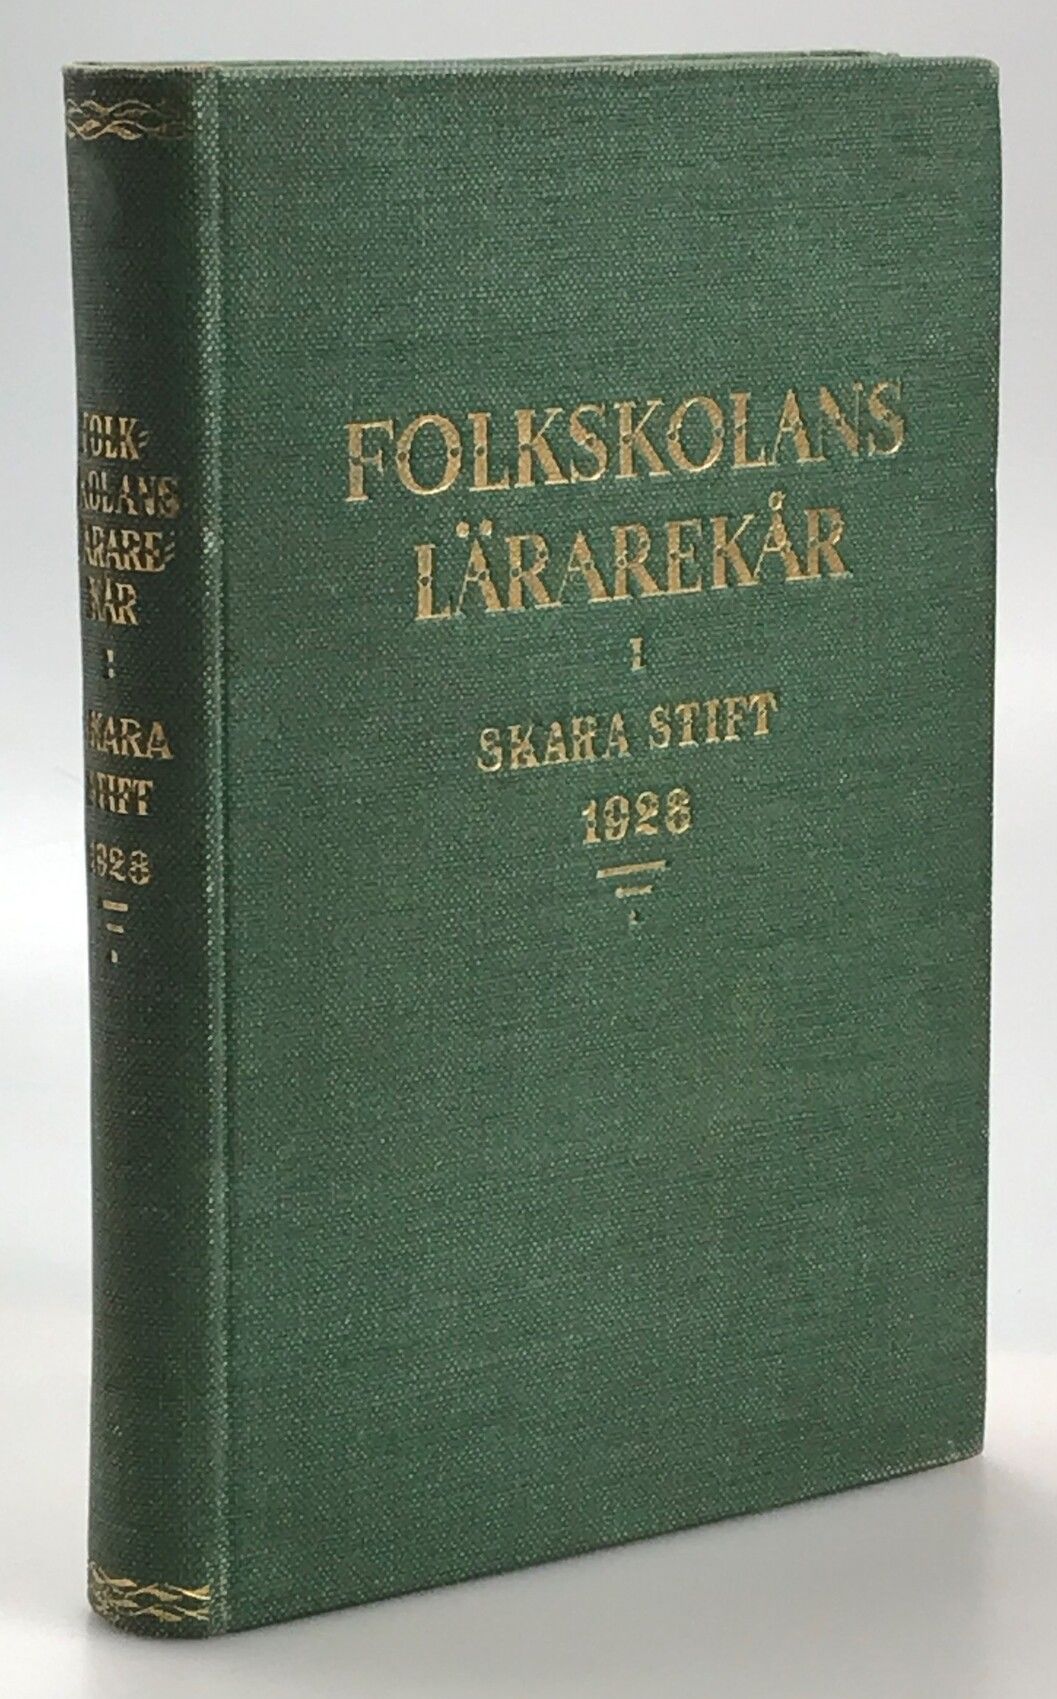 FOLKSKOLANS
LÄRAREKÅR
I
SKARA STIFT
1928
FOLK-
SKOLANS
LÄRARE-
KÅR
I
SKARA
STIFT
1928